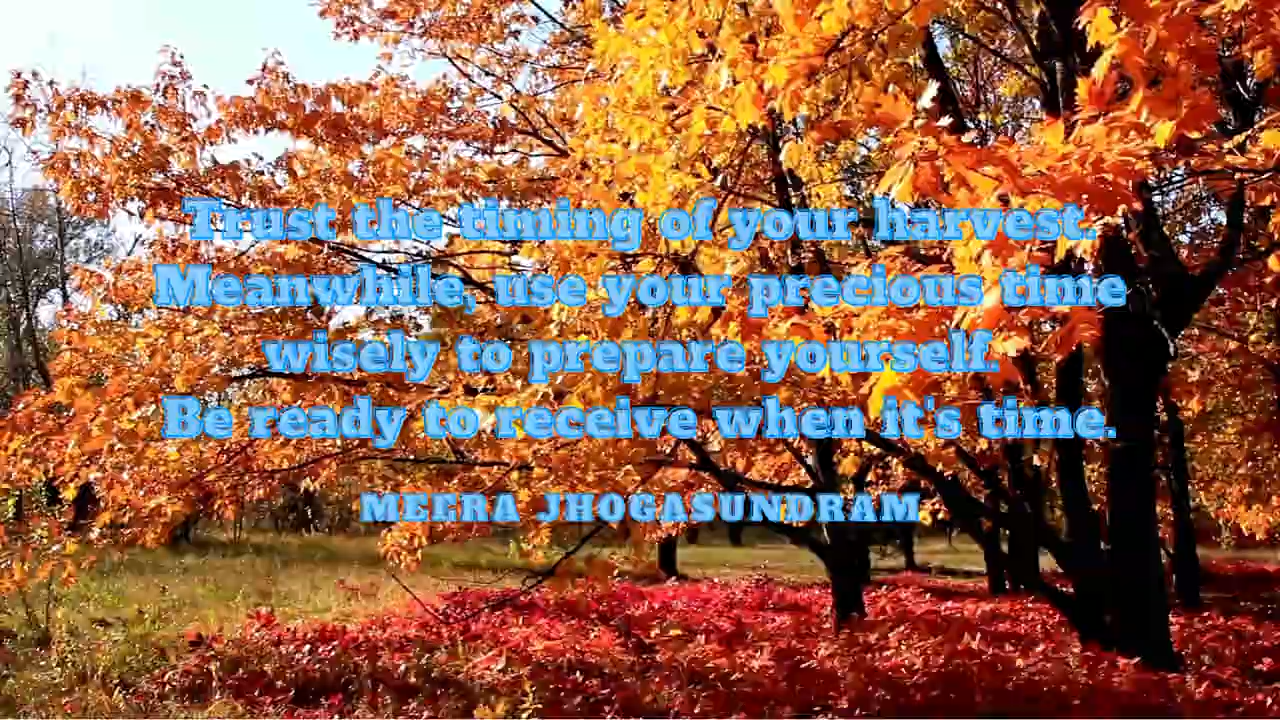 Trust the timing of your harvest.
Meanwhile, use your precious time
wisely to prepare yourself.
Be ready to receive when it's time.
MEERA JHOGASUNDRAM